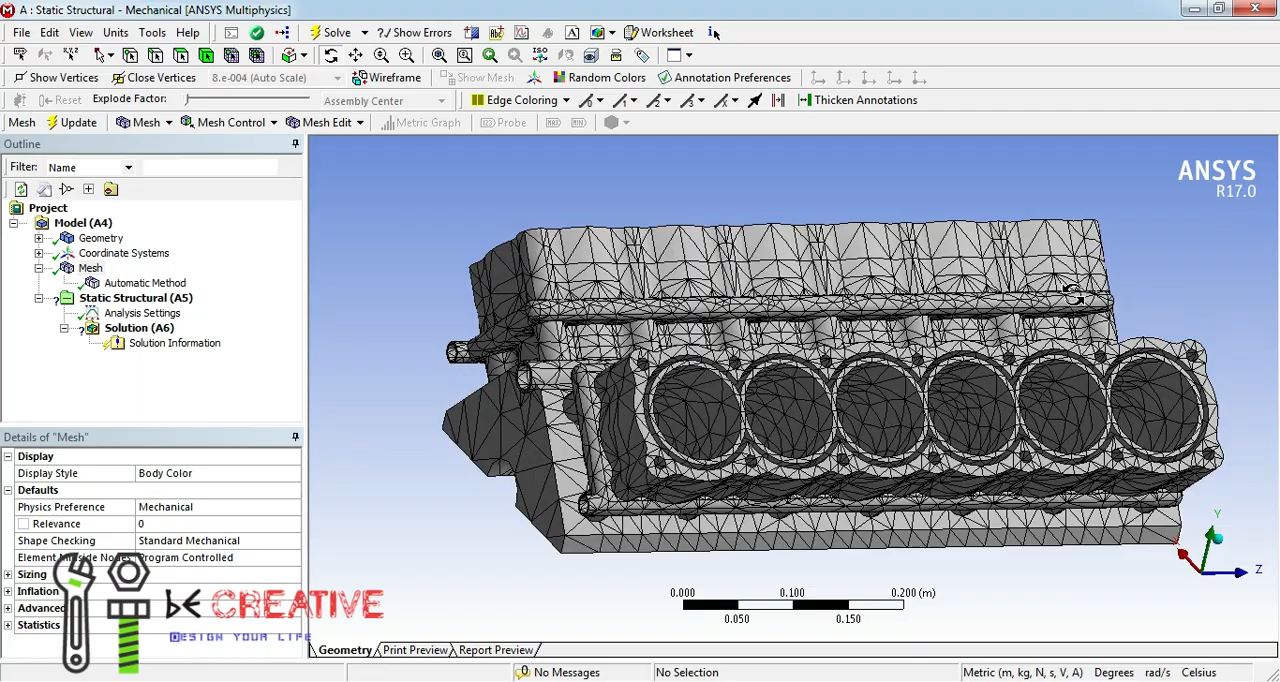 A : Static Structural - Mechanical [ANSYS Multiphysics]
File Edit View Units Tools Help Solve ?/ Show Errors Worksheet
Show Vertices Close Vertices 8.e-004 (Auto Scale) Wireframe Show Mesh Random Colors Annotation Preferences
Reset Explode Factor: Assembly Center Edge Coloring Thicken Annotations
Mesh Update Mesh Mesh Control Mesh Edit Metric Graph Probe
Outline
Filter: Name
Project
Model (A4)
Geometry
Coordinate Systems
Mesh
Automatic Method
Static Structural (A5)
Analysis Settings
Solution (A6)
Solution Information
Details of "Mesh"
Display
Display Style Body Color
Defaults
Physics Preference Mechanical
Relevance 0
Shape Checking Standard Mechanical
Element Midside Nodes Program Controlled
Sizing
Inflation
Advanced
Statistics
BE CREATIVE
DESIGN YOUR LIFE
ANSYS
R17.0
Y
Z
0.000 0.100 0.200 (m)
0.050 0.150
Geometry Print Preview Report Preview
0 No Messages No Selection Metric (m, kg, N, s, V, A) Degrees rad/s Celsius